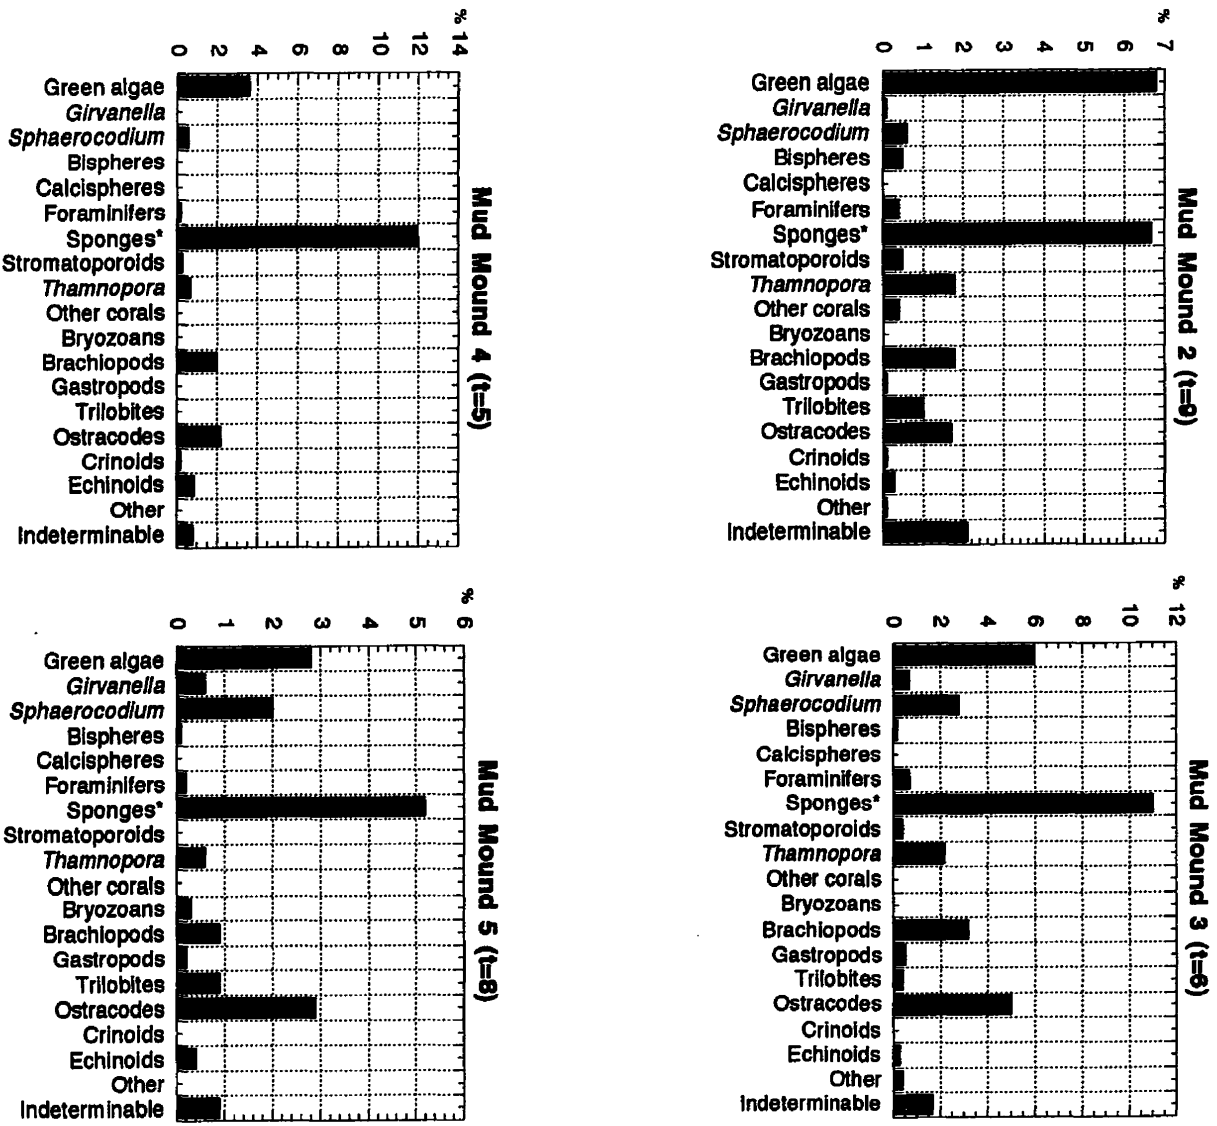 %
0 2 4 6 8 10 12 14
Green algae
Girvanella
Sphaerocodium
Bispheres
Calcispheres
Foraminifers
Sponges*
Stromatoporoids
Thamnopora
Other corals
Bryozoans
Brachiopods
Gastropods
Trilobites
Ostracodes
Crinoids
Echinoids
Other
Indeterminable
Mud Mound 4 (t=5)
%
0 1 2 3 4 5 6 7
Green algae
Girvanella
Sphaerocodium
Bispheres
Calcispheres
Foraminifers
Sponges*
Stromatoporoids
Thamnopora
Other corals
Bryozoans
Brachiopods
Gastropods
Trilobites
Ostracodes
Crinoids
Echinoids
Other
Indeterminable
Mud Mound 2 (t=9)
%
0 1 2 3 4 5 6
Green algae
Girvanella
Sphaerocodium
Bispheres
Calcispheres
Foraminifers
Sponges*
Stromatoporoids
Thamnopora
Other corals
Bryozoans
Brachiopods
Gastropods
Trilobites
Ostracodes
Crinoids
Echinoids
Other
Indeterminable
Mud Mound 5 (t=8)
%
0 2 4 6 8 10 12
Green algae
Girvanella
Sphaerocodium
Bispheres
Calcispheres
Foraminifers
Sponges*
Stromatoporoids
Thamnopora
Other corals
Bryozoans
Brachiopods
Gastropods
Trilobites
Ostracodes
Crinoids
Echinoids
Other
Indeterminable
Mud Mound 3 (t=6)